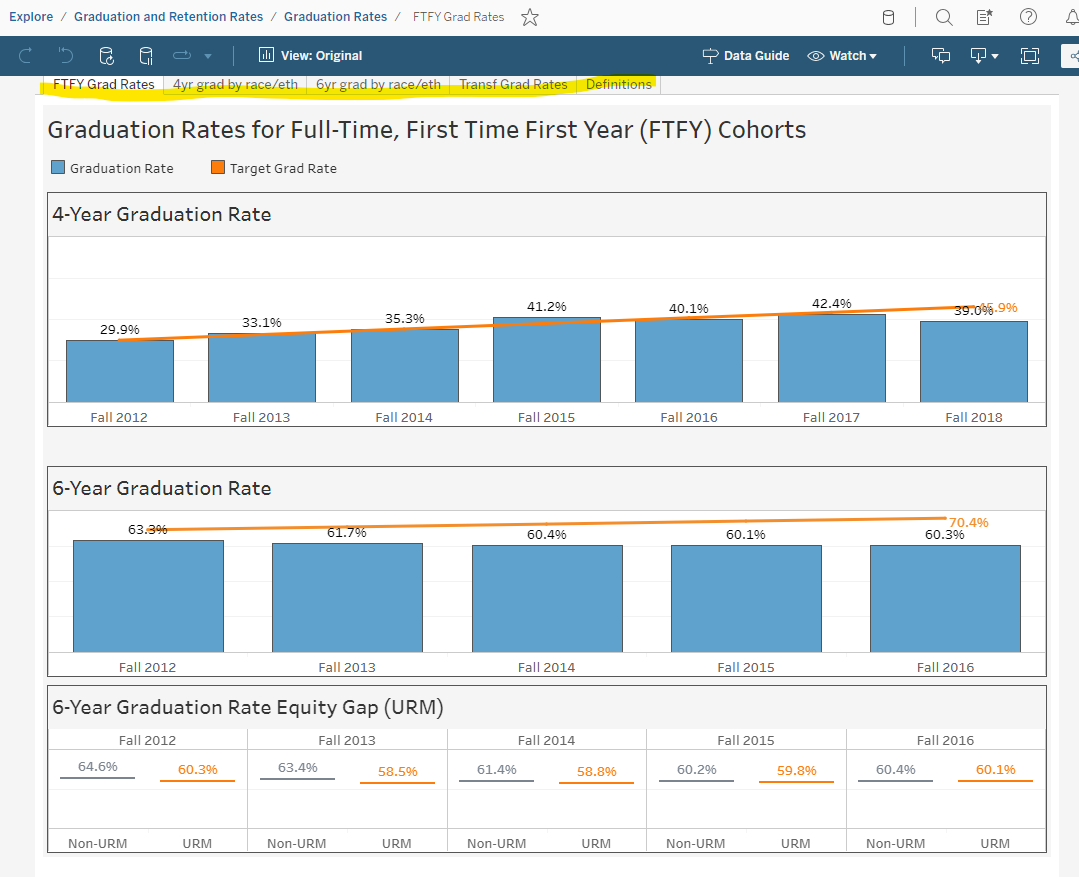 Explore / Graduation and Retention Rates / Graduation Rates / FTFY Grad Rates
View: Original Data Guide Watch
FTFY Grad Rates 4yr grad by race/eth 6yr grad by race/eth Transf Grad Rates Definitions
Graduation Rates for Full-Time, First Time First Year (FTFY) Cohorts
Graduation Rate Target Grad Rate
4-Year Graduation Rate
29.9% 33.1% 35.3% 41.2% 40.1% 42.4% 39.0% 45.9%
Fall 2012 Fall 2013 Fall 2014 Fall 2015 Fall 2016 Fall 2017 Fall 2018
6-Year Graduation Rate
63.3% 61.7% 60.4% 60.1% 60.3% 70.4%
Fall 2012 Fall 2013 Fall 2014 Fall 2015 Fall 2016
6-Year Graduation Rate Equity Gap (URM)
Fall 2012 Fall 2013 Fall 2014 Fall 2015 Fall 2016
64.6% 60.3% 63.4% 58.5% 61.4% 58.8% 60.2% 59.8% 60.4% 60.1%
Non-URM URM Non-URM URM Non-URM URM Non-URM URM Non-URM URM